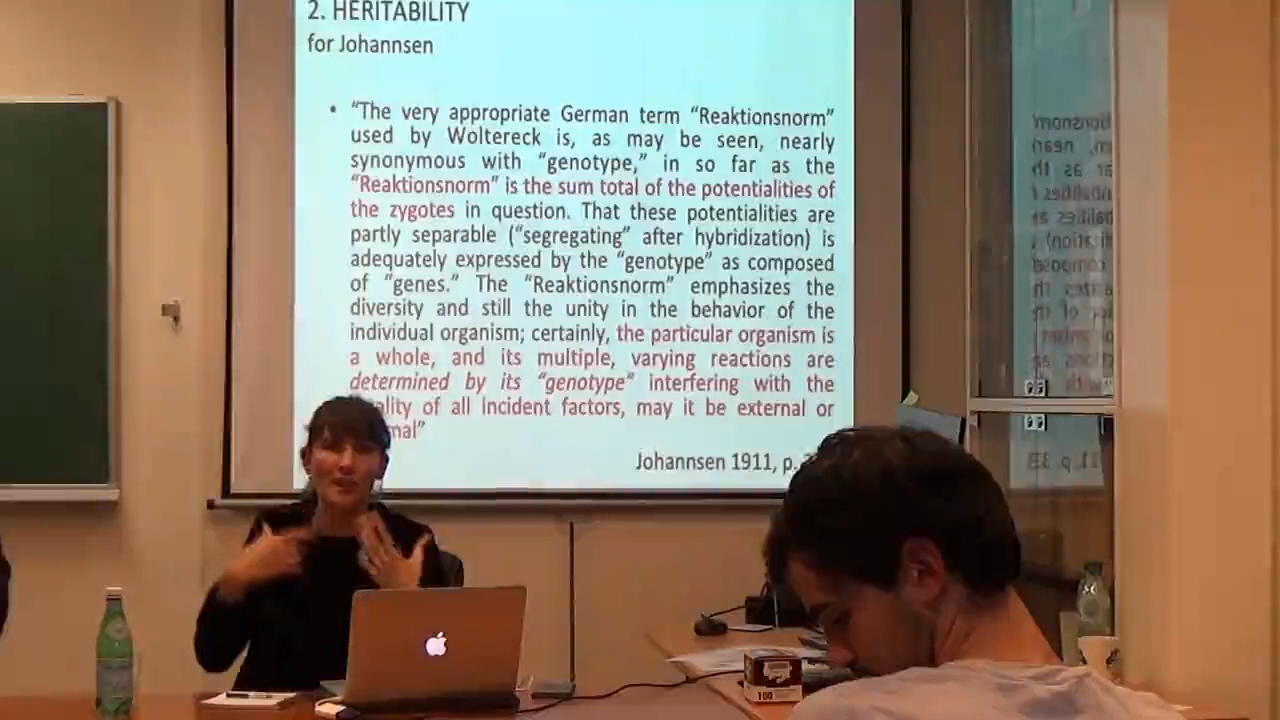 2. HERITABILITY
for Johannsen
• “The very appropriate German term “Reaktionsnorm”
used by Woltereck is, as may be seen, nearly
synonymous with “genotype,” in so far as the
“Reaktionsnorm” is the sum total of the potentialities of
the zygotes in question. That these potentialities are
partly separable (“segregating” after hybridization) is
adequately expressed by the “genotype” as composed
of “genes.” The “Reaktionsnorm” emphasizes the
diversity and still the unity in the behavior of the
individual organism; certainly, the particular organism is
a whole, and its multiple, varying reactions are
determined by its “genotype” interfering with the
of all incident factors, may it be external or
Johannsen 1911, p.
100